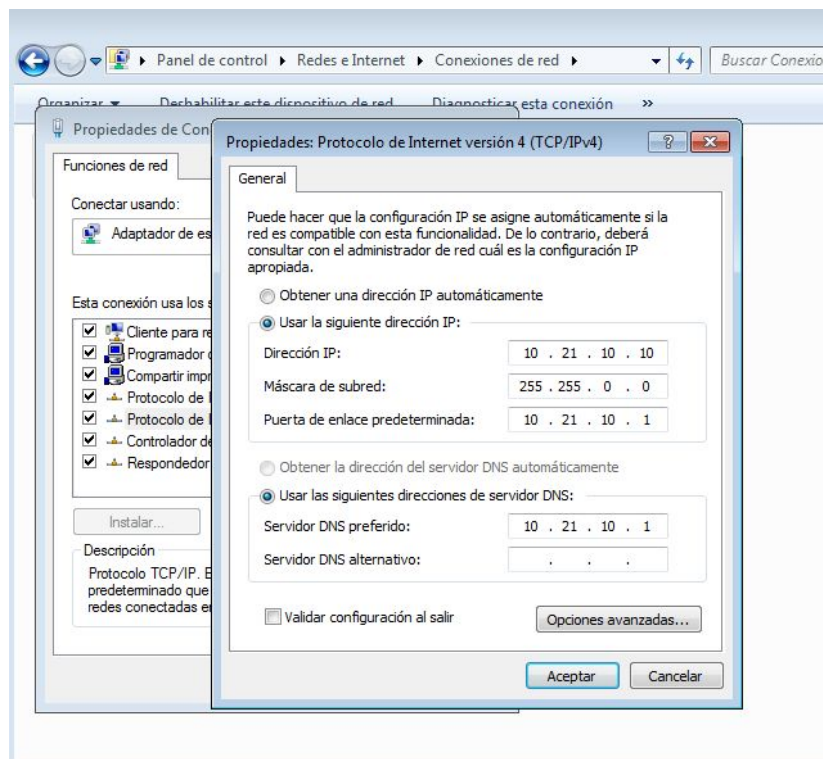 Panel de control ▸ Redes e Internet ▸ Conexiones de red ▸
Buscar Conexio
Organizar Deshabilitar este dispositivo de red Diagnosticar esta conexión »
Propiedades de Con
Funciones de red
Conectar usando:
Adaptador de es
Esta conexión usa los s
Cliente para re
Programador
Compartir impr
Protocolo de
Protocolo de
Controlador de
Respondedor
Instalar...
Descripción
Protocolo TCP/IP. E
predeterminado que
redes conectadas e
Propiedades: Protocolo de Internet versión 4 (TCP/IPv4)
General
Puede hacer que la configuración IP se asigne automáticamente si la
red es compatible con esta funcionalidad. De lo contrario, deberá
consultar con el administrador de red cuál es la configuración IP
apropiada.
Obtener una dirección IP automáticamente
Usar la siguiente dirección IP:
Dirección IP: 10 . 21 . 10 . 10
Máscara de subred: 255 . 255 . 0 . 0
Puerta de enlace predeterminada: 10 . 21 . 10 . 1
Obtener la dirección del servidor DNS automáticamente
Usar las siguientes direcciones de servidor DNS:
Servidor DNS preferido: 10 . 21 . 10 . 1
Servidor DNS alternativo: . . .
Validar configuración al salir
Opciones avanzadas...
Aceptar Cancelar